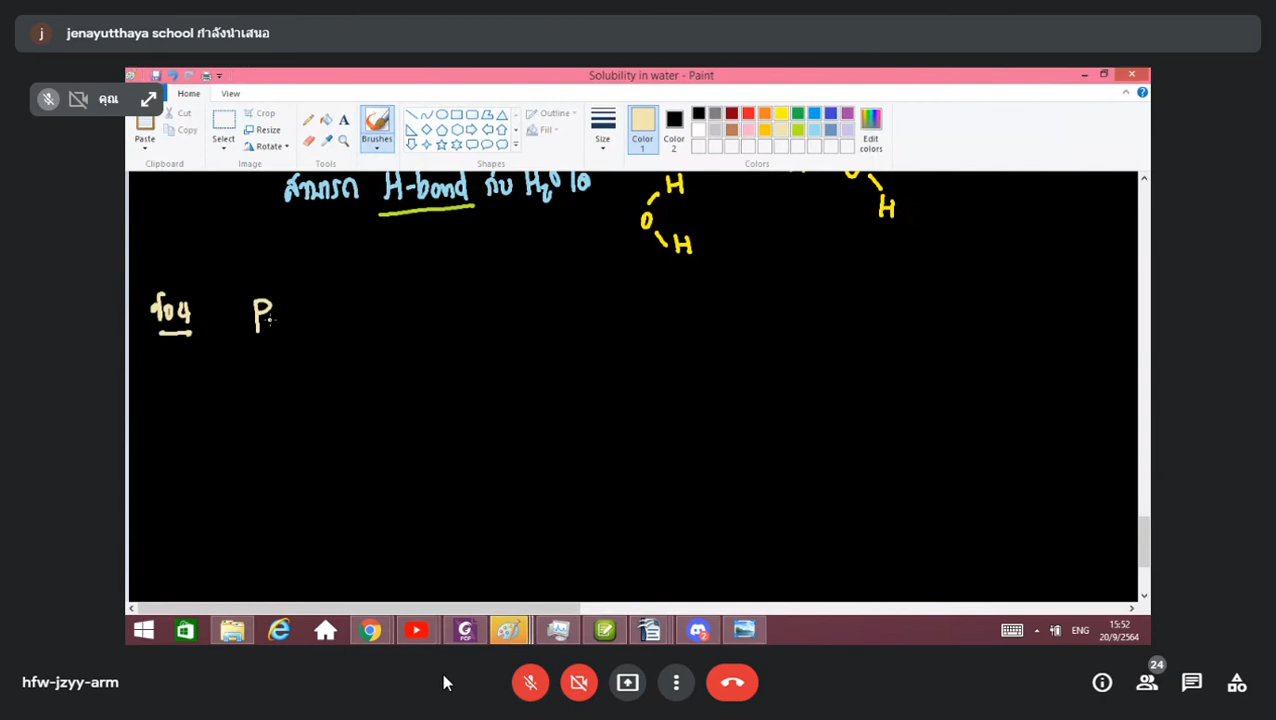 j jenayutthaya school กำลังนำเสนอ
Solubility in water - Paint
คุณ
Home View
Cut
Copy
Paste
Clipboard
Select
Crop
Resize
Rotate
Image
Tools
Brushes
Outline
Fill
Shapes
Size
Color 1
Color 2
Edit colors
Colors
สามารถ H-bond กับ H₂O ได้
H
O
H
O
H
ข้อ 4 P
PDF
2
ENG
15:52
20/9/2564
hfw-jzyy-arm
24